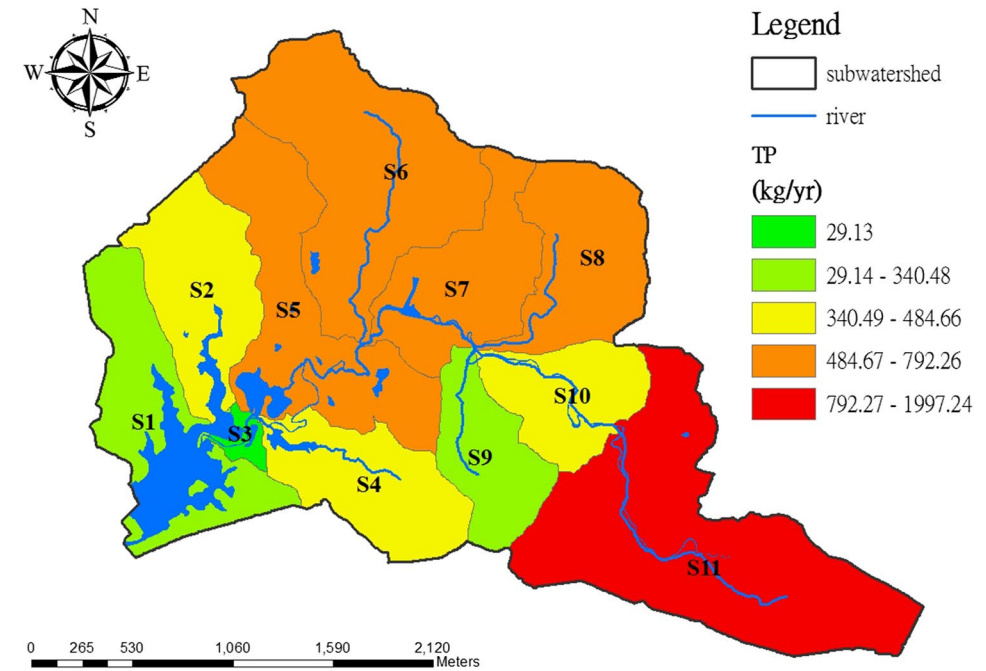 N
W E
S
Legend
subwatershed
river
TP
(kg/yr)
29.13
29.14 - 340.48
340.49 - 484.66
484.67 - 792.26
792.27 - 1997.24
S6
S8
S7
S2
S5
S10
S1
S3
S9
S4
S11
0 265 530 1,060 1,590 2,120
Meters